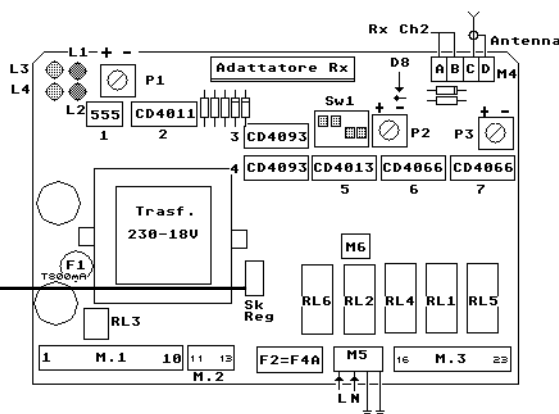 Rx Ch2
Antenna
L1 + -
L3
L4
L2
P1
Adattatore Rx
D8
A B C D
M4
555
1
CD4011
2
Sw1
+ -
P2
+ -
P3
3 CD4093
4 CD4093
CD4013
5
CD4066
6
CD4066
7
Trasf.
230-18V
F1
T800mA
M6
Sk
Reg
RL3
RL6
RL2
RL4
RL1
RL5
1 M.1 10
11 13
M.2
F2=F4A
M5
16 M.3 23
L N